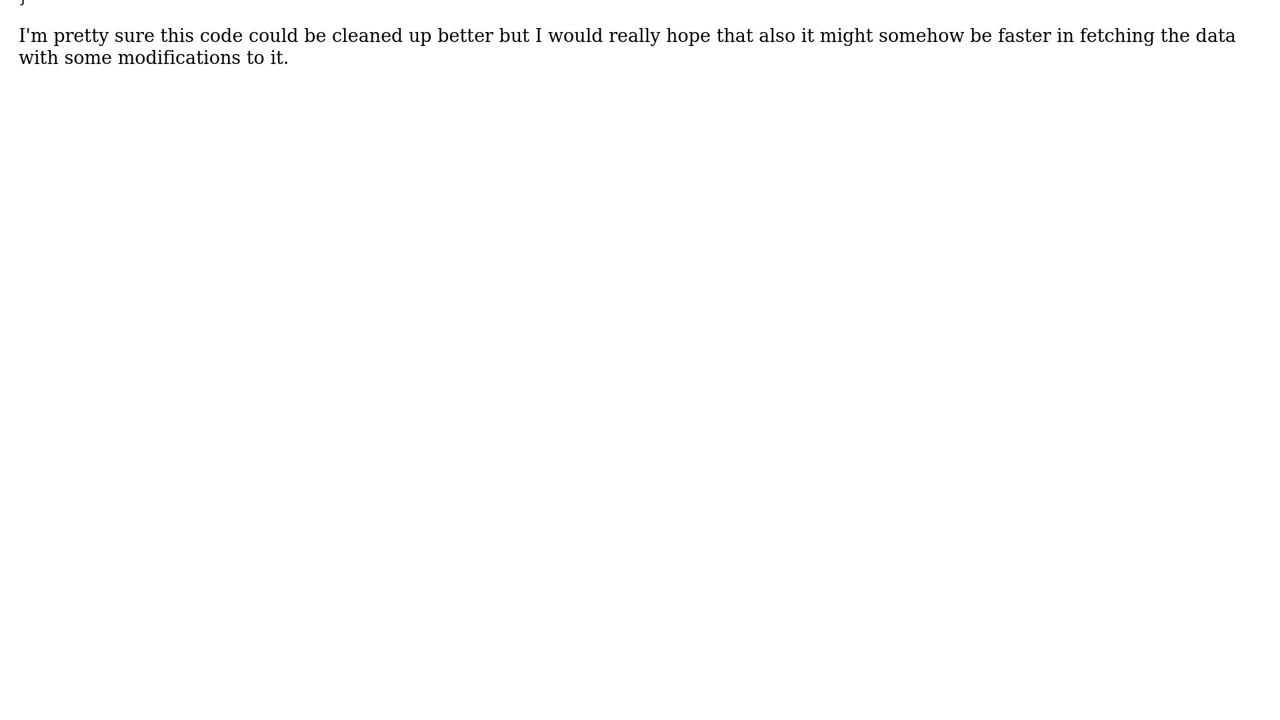 }
I'm pretty sure this code could be cleaned up better but I would really hope that also it might somehow be faster in fetching the data
with some modifications to it.